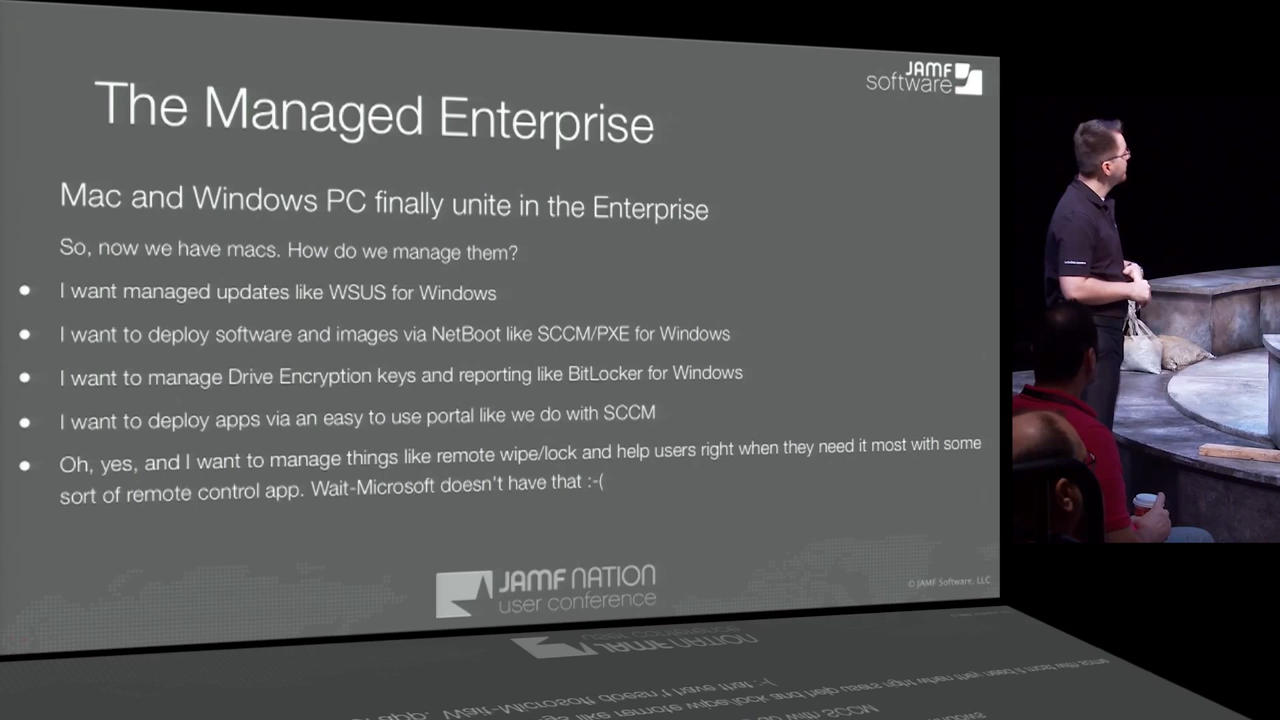 JAMF
software
The Managed Enterprise
Mac and Windows PC finally unite in the Enterprise
So, now we have macs. How do we manage them?
I want managed updates like WSUS for Windows
I want to deploy software and images via NetBoot like SCCM/PXE for Windows
I want to manage Drive Encryption keys and reporting like BitLocker for Windows
I want to deploy apps via an easy to use portal like we do with SCCM
Oh, yes, and I want to manage things like remote wipe/lock and help users right when they need it most with some
sort of remote control app. Wait-Microsoft doesn't have that :-(
JAMF NATION
user conference
© JAMF Software, LLC